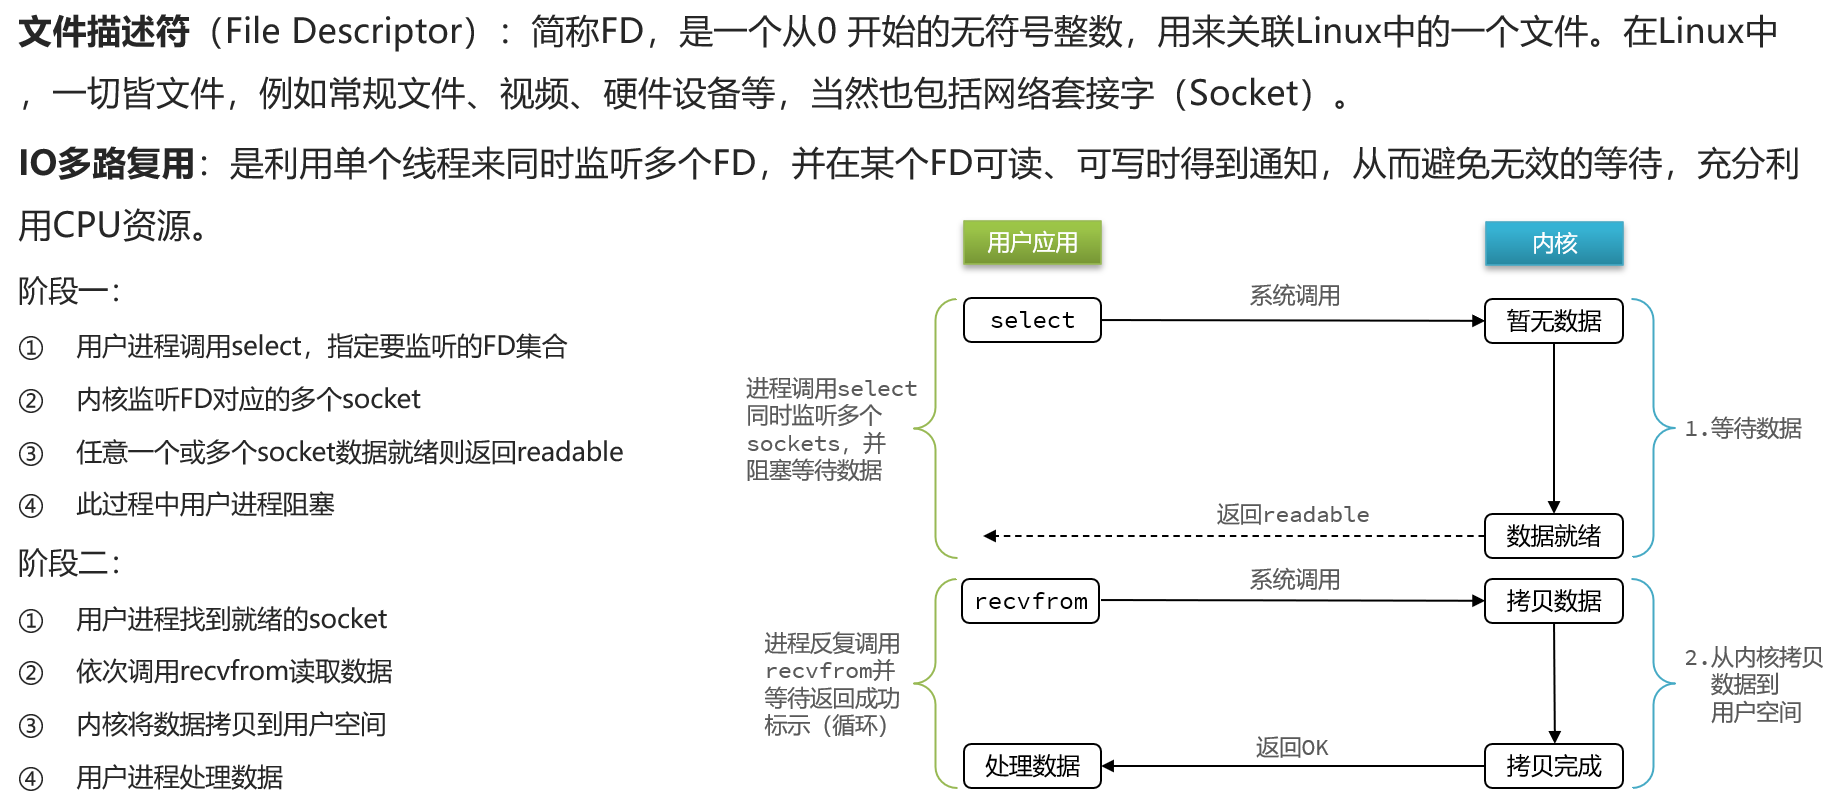 文件描述符（File Descriptor）：简称FD，是一个从0 开始的无符号整数，用来关联Linux中的一个文件。在Linux中
，一切皆文件，例如常规文件、视频、硬件设备等，当然也包括网络套接字（Socket）。
IO多路复用：是利用单个线程来同时监听多个FD，并在某个FD可读、可写时得到通知，从而避免无效的等待，充分利
用CPU资源。
阶段一：
① 用户进程调用select，指定要监听的FD集合
② 内核监听FD对应的多个socket
③ 任意一个或多个socket数据就绪则返回readable
④ 此过程中用户进程阻塞
阶段二：
① 用户进程找到就绪的socket
② 依次调用recvfrom读取数据
③ 内核将数据拷贝到用户空间
④ 用户进程处理数据
用户应用
内核
select
系统调用
暂无数据
进程调用select
同时监听多个
sockets，并
阻塞等待数据
1.等待数据
返回readable
数据就绪
recvfrom
系统调用
拷贝数据
进程反复调用
recvfrom并
等待返回成功
标示（循环）
2.从内核拷贝
数据到
用户空间
处理数据
返回OK
拷贝完成